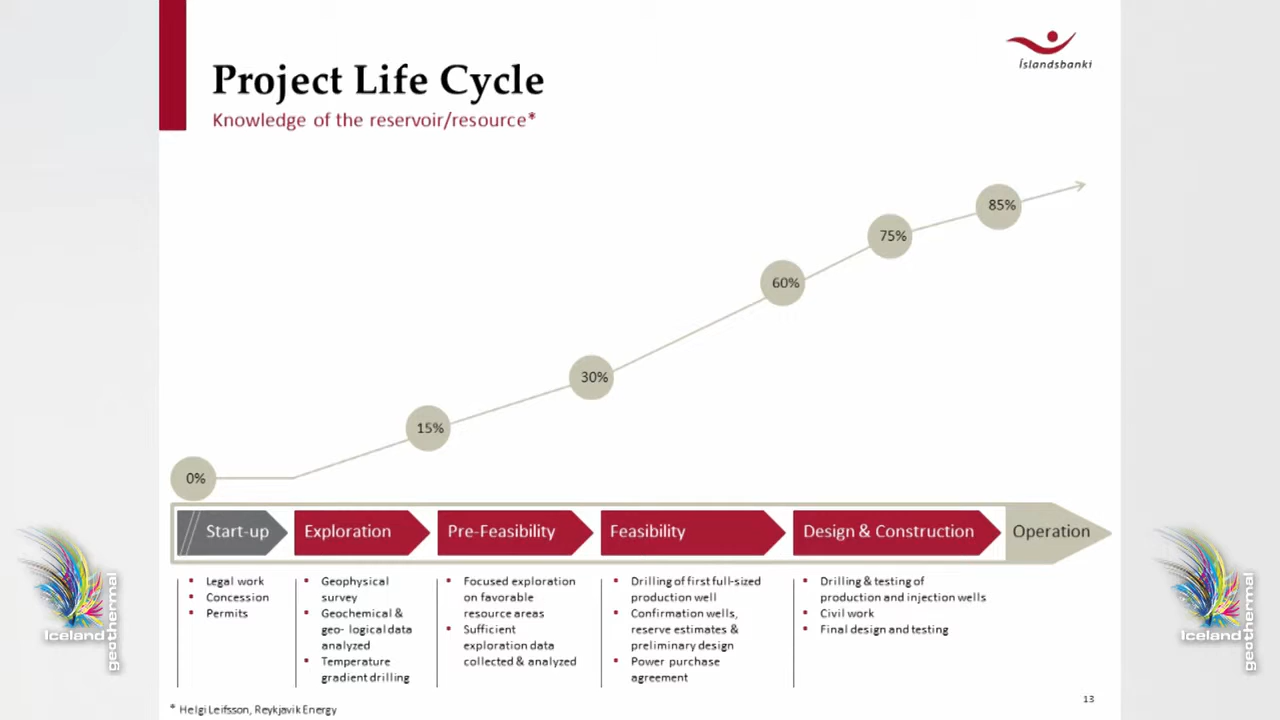 Íslandsbanki
Project Life Cycle
Knowledge of the reservoir/resource*
85%
75%
60%
30%
15%
0%
Start-up
Exploration
Pre-Feasibility
Feasibility
Design & Construction
Operation
Legal work
Concession
Permits
Geophysical
survey
Geochemical &
geo- logical data
analyzed
Temperature
gradient drilling
Focused exploration
on favorable
resource areas
Sufficient
exploration data
collected & analyzed
Drilling of first full-sized
production well
Confirmation wells,
reserve estimates &
preliminary design
Power purchase
agreement
Drilling & testing of
production and injection wells
Civil work
Final design and testing
Iceland
geothermal
Iceland
geothermal
* Helgi Leifsson, Reykjavik Energy
13